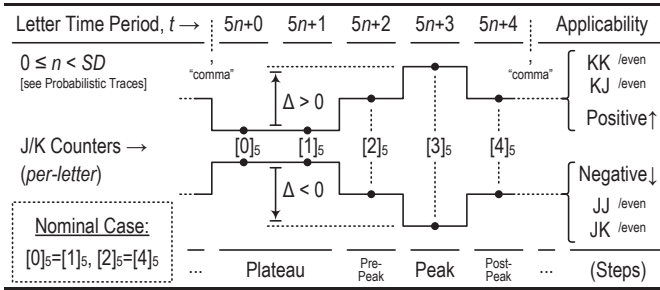 Letter Time Period, t → 5n+0 5n+1 5n+2 5n+3 5n+4 Applicability
0 ≤ n < SD
[see Probabilistic Traces]
“comma” “comma”
KK /even
KJ /even
Δ > 0
Positive↑
J/K Counters →
(per-letter)
[0]₅ [1]₅ [2]₅ [3]₅ [4]₅
Δ < 0
Negative↓
JJ /even
JK /even
Nominal Case:
[0]₅=[1]₅, [2]₅=[4]₅
... Plateau Pre-Peak Peak Post-Peak ... (Steps)